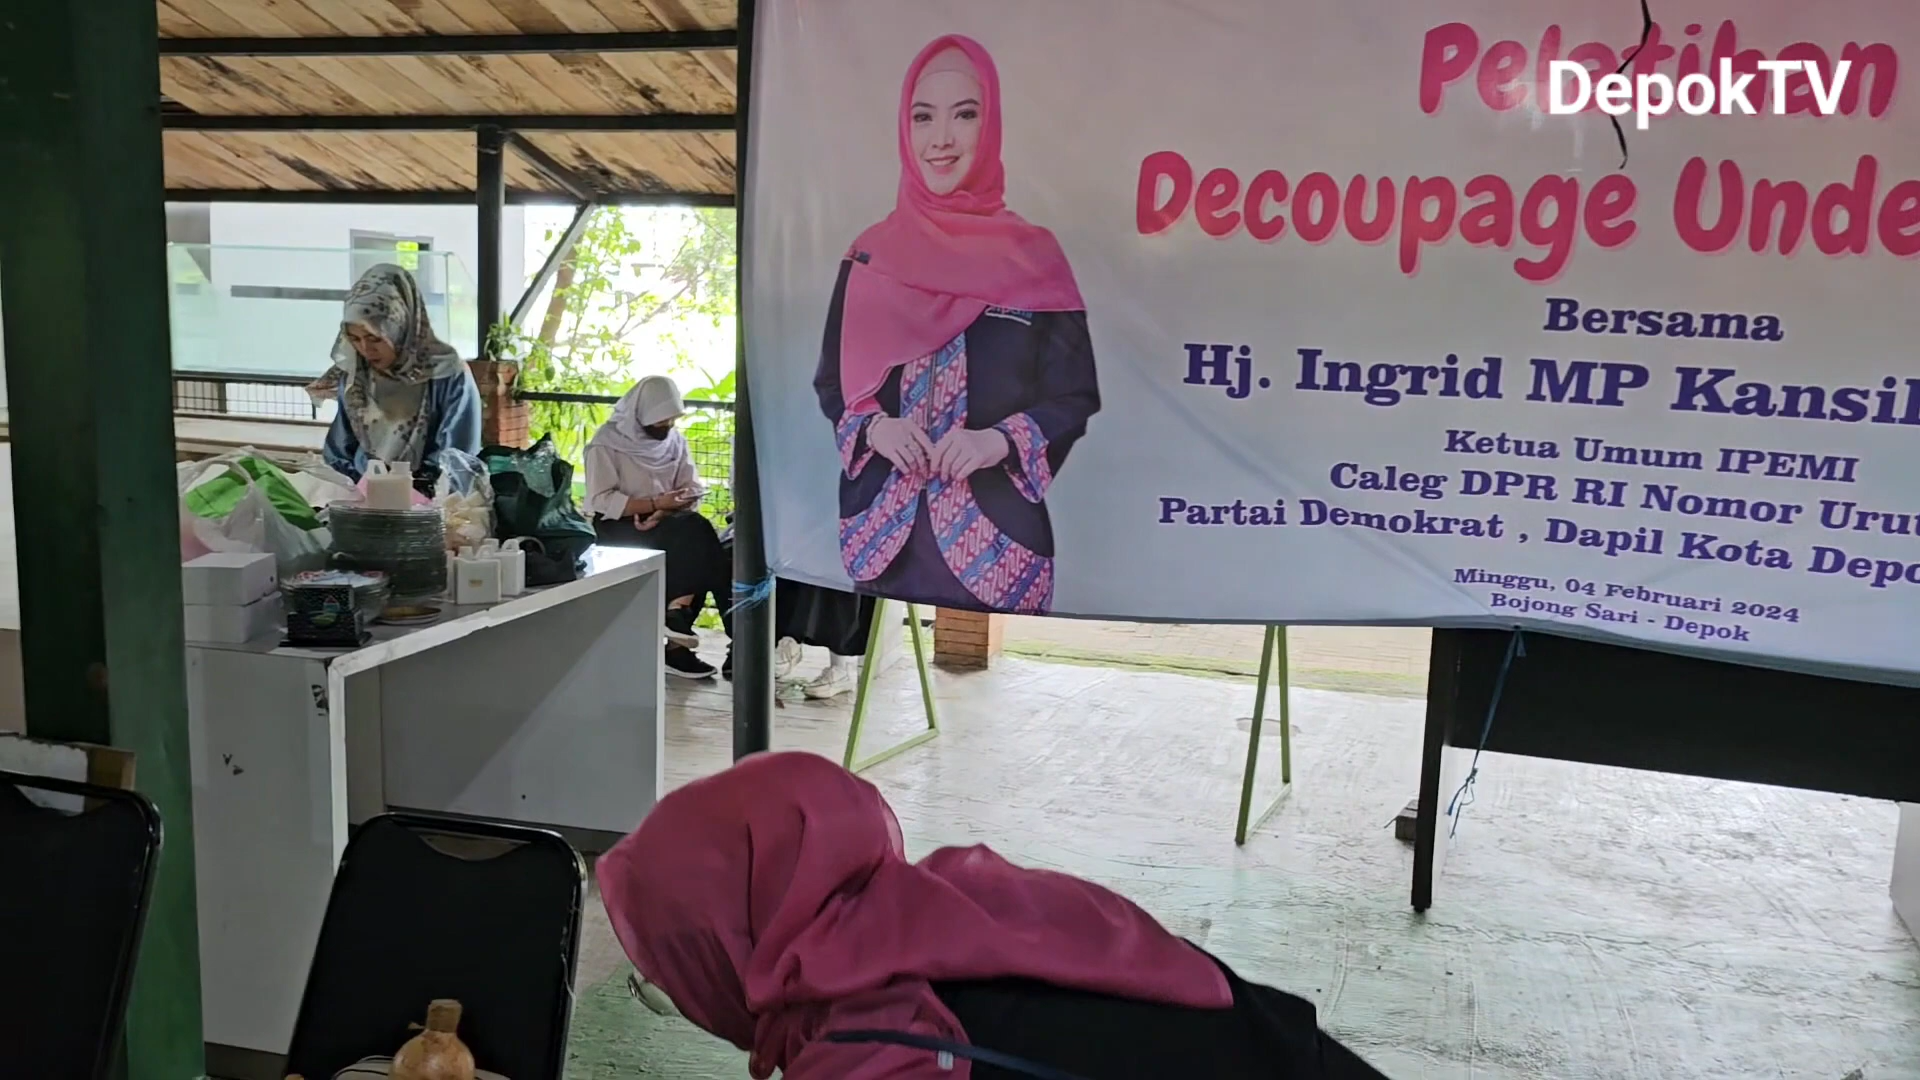 Pelatihan
DepokTV
Decoupage Unde
Bersama
Hj. Ingrid MP Kansil
Ketua Umum IPEMI
Caleg DPR RI Nomor Urut
Partai Demokrat , Dapil Kota Depo
Minggu, 04 Februari 2024
Bojong Sari - Depok